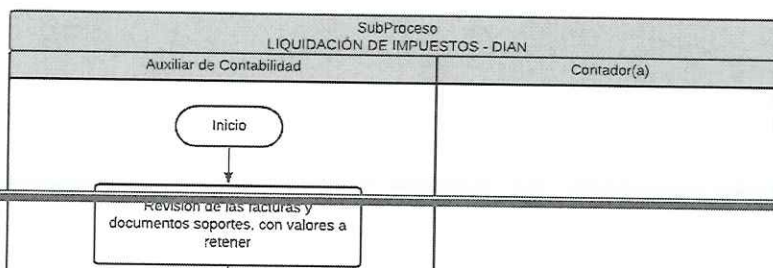 SubProceso
LIQUIDACIÓN DE IMPUESTOS - DIAN
Auxiliar de Contabilidad
Contador(a)
Inicio
Revisión de las facturas y
documentos soportes, con valores a
retener